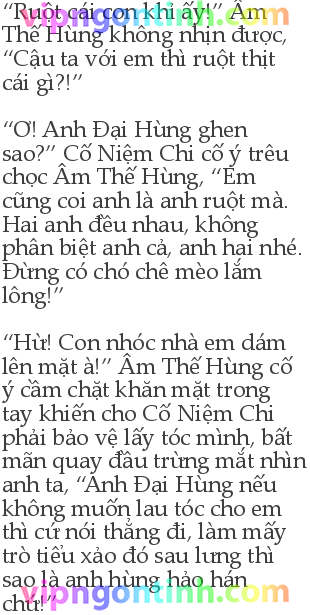 “Ruột cái con khỉ ấy!” Âm
Thế Hùng không nhịn được,
“Cậu ta với em thì ruột thịt
cái gì?!”
“Ơ! Anh Đại Hùng ghen
sao?” Cố Niệm Chi cố ý trêu
chọc Âm Thế Hùng, “Em
cũng coi anh là anh ruột mà.
Hai anh đều nhau, không
phân biệt anh cả, anh hai nhé.
Đừng có chó chê mèo lắm
lông!”
“Hừ! Con nhóc nhà em dám
lên mặt à!” Âm Thế Hùng cố
ý cầm chặt khăn mặt trong
tay khiến cho Cố Niệm Chi
phải bảo vệ lấy tóc mình, bất
mãn quay đầu trừng mắt nhìn
anh ta, “Anh Đại Hùng nếu
không muốn lau tóc cho em
thì cứ nói thẳng đi, làm mấy
trò tiểu xảo đó sau lưng thì
sao là anh hùng hảo hán
chứ!”
vipngontinh.com
vipngontinh.com
vipngontinh.com
vipngontinh.com